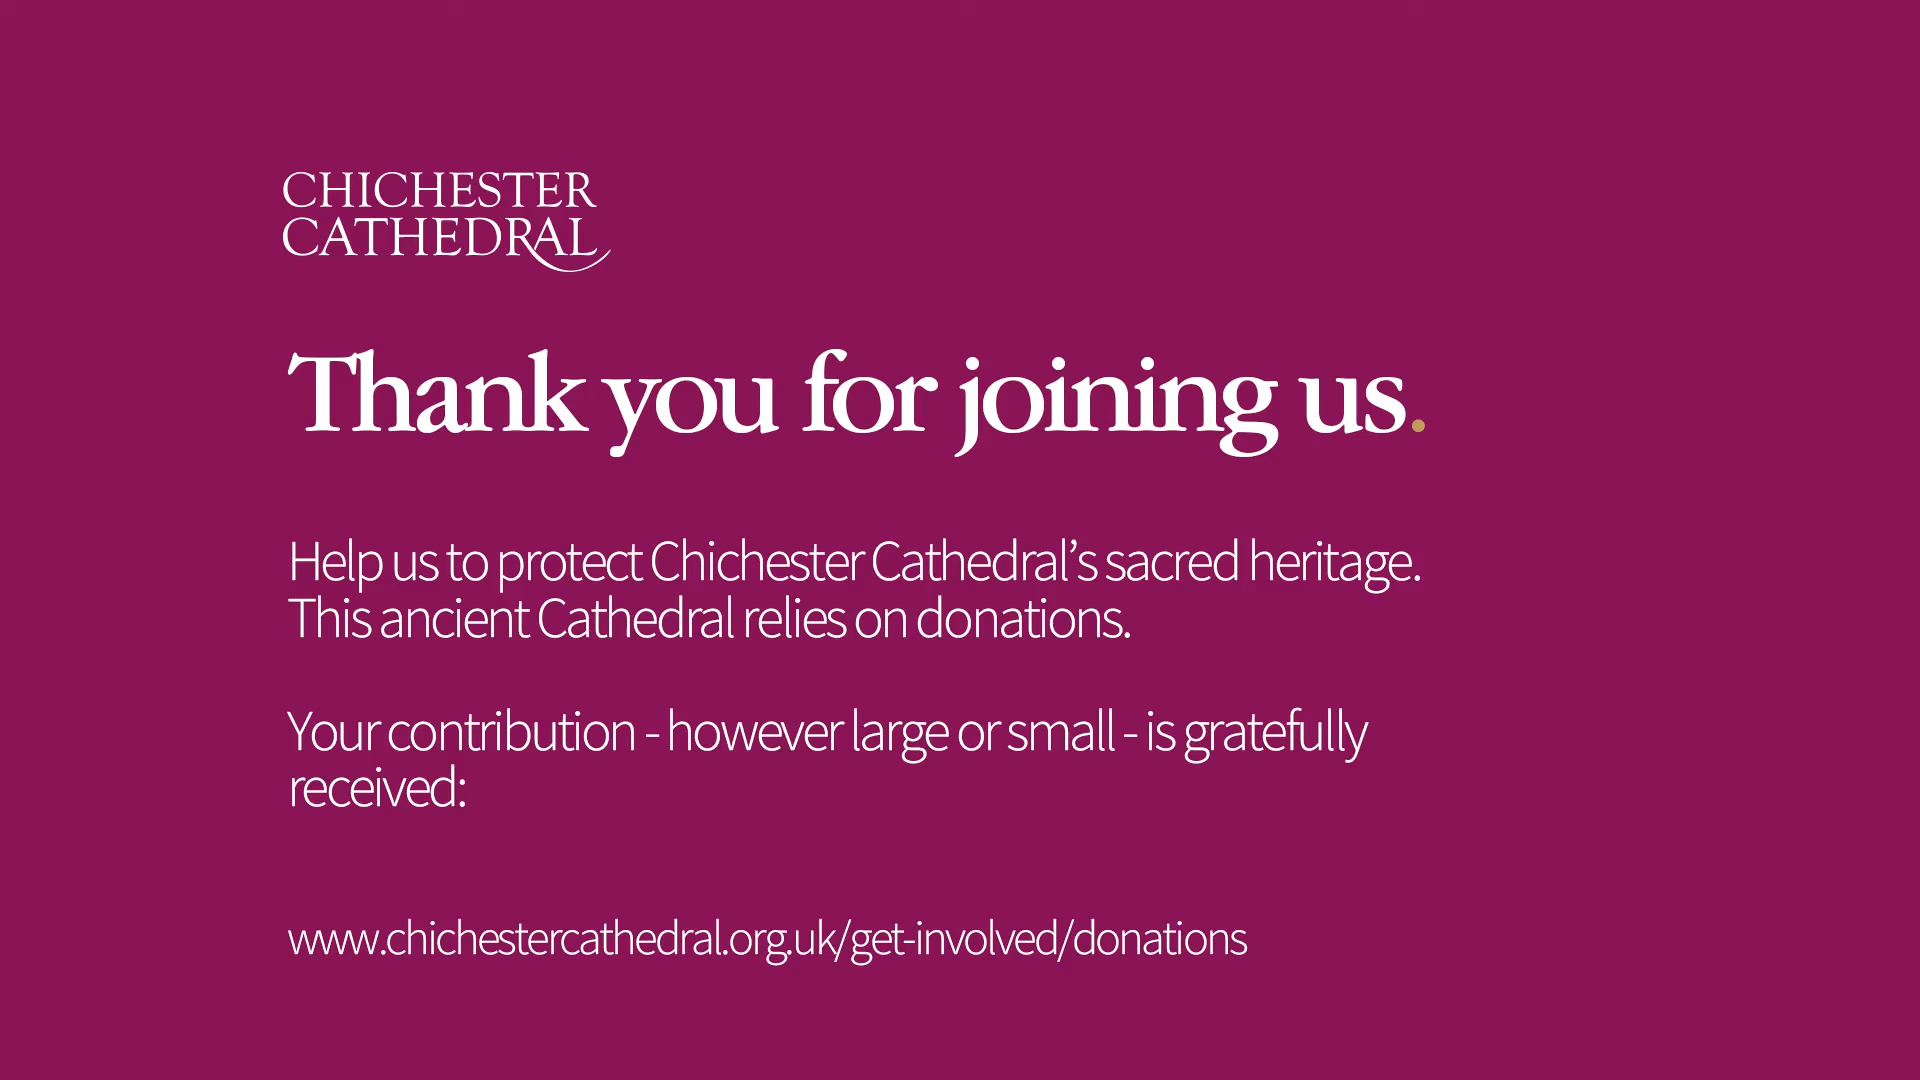 CHICHESTER
CATHEDRAL
Thank you for joining us.
Help us to protect Chichester Cathedral’s sacred heritage.
This ancient Cathedral relies on donations.
Your contribution - however large or small - is gratefully
received:
www.chichestercathedral.org.uk/get-involved/donations